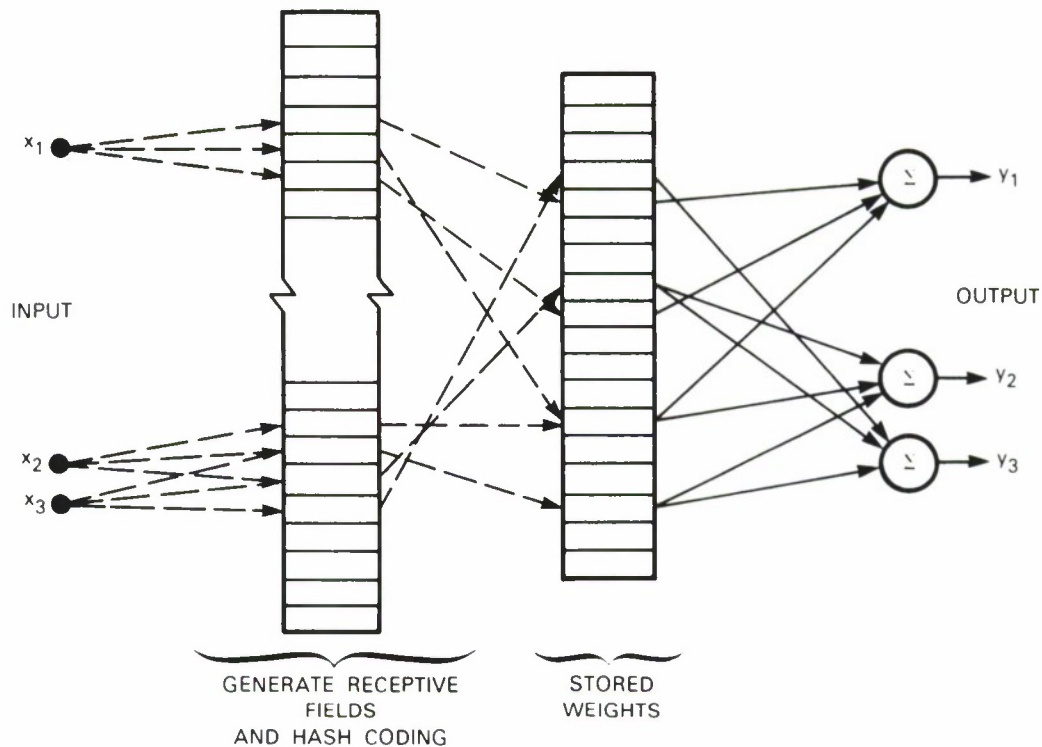 x₁
x₂
x₃
INPUT
GENERATE RECEPTIVE
FIELDS
AND HASH CODING
STORED
WEIGHTS
Σ
Σ
Σ
y₁
y₂
y₃
OUTPUT